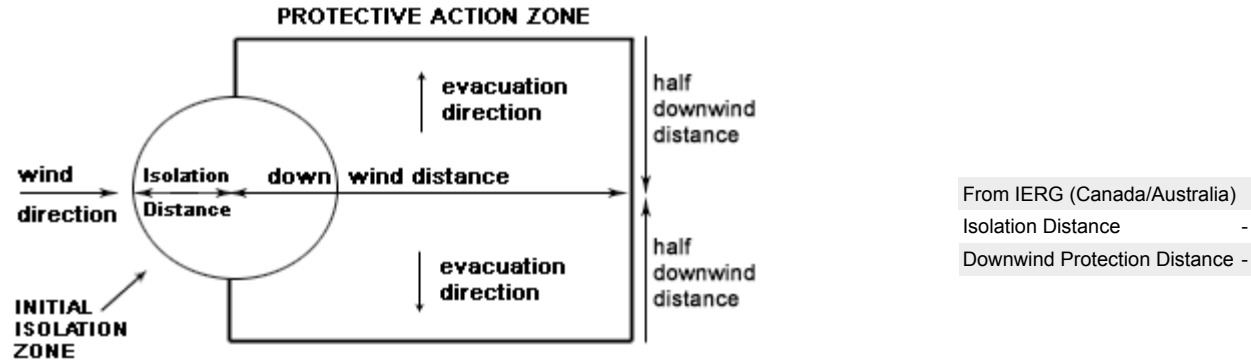 PROTECTIVE ACTION ZONE
evacuation
direction
half
downwind
distance
wind
direction
Isolation
Distance
down wind distance
evacuation
direction
half
downwind
distance
INITIAL
ISOLATION
ZONE
From IERG (Canada/Australia)
Isolation Distance -
Downwind Protection Distance -